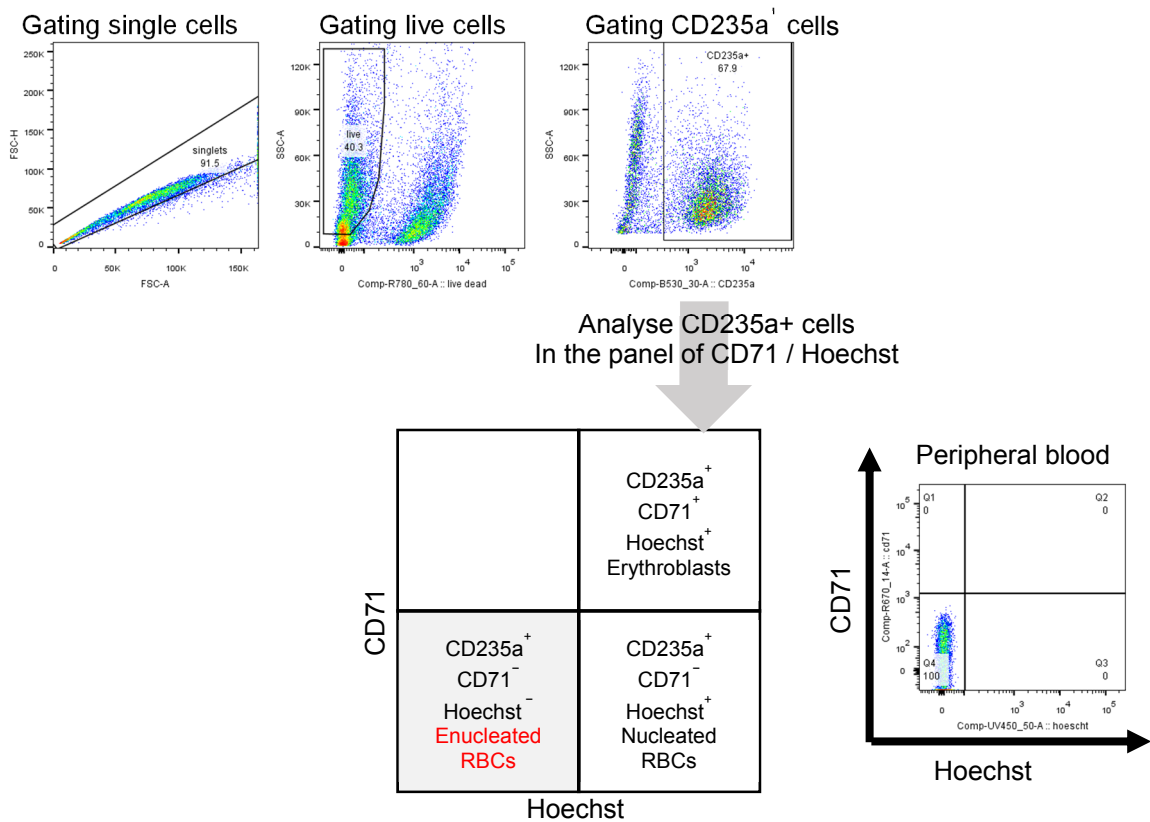 Gating single cells
Gating live cells
Gating CD235a⁺ cells
250K
200K
150K
100K
50K
0
FSC-H
singlets
91.5
0
50K
100K
150K
FSC-A
120K
90K
60K
30K
0
SSC-A
live
40.3
0
10³
10⁴
10⁵
Comp-R780_60-A :: live dead
120K
90K
60K
30K
0
SSC-A
CD235a+
67.9
10³
10⁴
Comp-B530_30-A :: CD235a
Analyse CD235a+ cells
In the panel of CD71 / Hoechst
CD71
CD235a⁺
CD71⁺
Hoechst⁺
Erythroblasts
CD235a⁺
CD71⁻
Hoechst⁻
Enucleated
RBCs
CD235a⁺
CD71⁻
Hoechst⁺
Nucleated
RBCs
Hoechst
Peripheral blood
CD71
Comp-R670_14-A :: cd71
10⁵
10⁴
10³
10²
0
Q1
0
Q2
0
Q4
100
Q3
0
0
10³
10⁴
10⁵
Comp-UV450_50-A :: hoescht
Hoechst